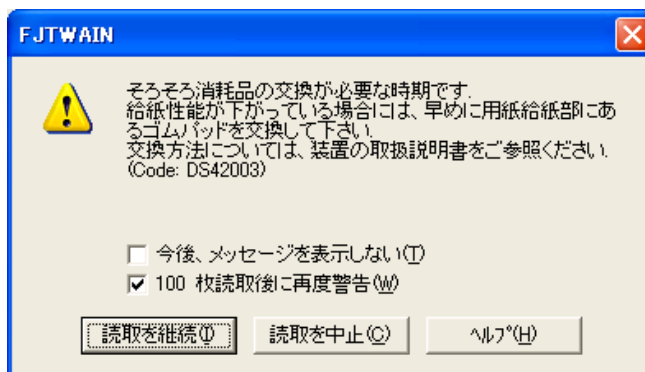 FJTWAIN
そろそろ消耗品の交換が必要な時期です.
給紙性能が下がっている場合には、早めに用紙給紙部にあ
るゴムパッドを交換して下さい.
交換方法については、装置の取扱説明書をご参照ください.
(Code: DS42003)
今後、メッセージを表示しない(T)
100 枚読取後に再度警告(W)
読取を継続(I)
読取を中止(C)
ﾍﾙﾌﾟ(H)